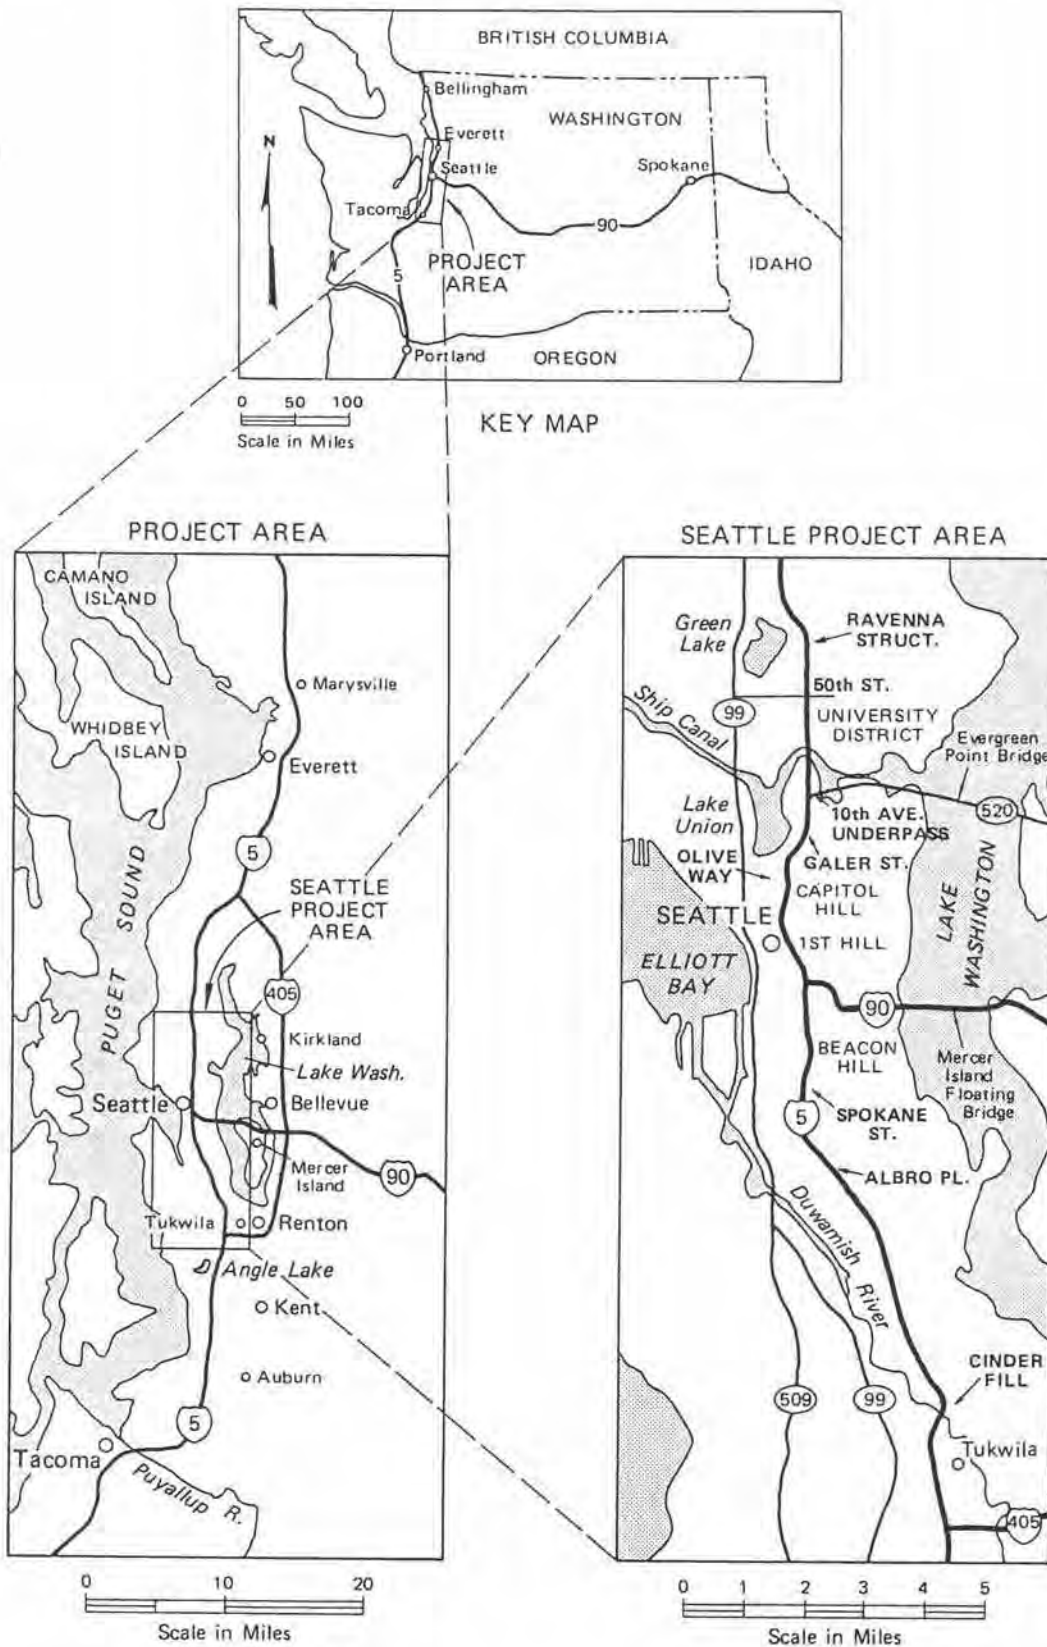 BRITISH COLUMBIA
Bellingham
WASHINGTON
Everett
N
Seattle
Spokane
Tacoma
90
5
PROJECT
AREA
IDAHO
Portland
OREGON
0 50 100
Scale in Miles
KEY MAP
PROJECT AREA
CAMANO
ISLAND
Marysville
WHIDBEY
ISLAND
Everett
5
PUGET SOUND
SEATTLE
PROJECT
AREA
405
Kirkland
Lake Wash.
Seattle
Bellevue
Mercer
Island
90
Tukwila
Renton
Angle Lake
Kent
Auburn
5
Tacoma
Puyallup R.
0 10 20
Scale in Miles
SEATTLE PROJECT AREA
Green
Lake
RAVENNA
STRUCT.
50th ST.
99
Ship Canal
UNIVERSITY
DISTRICT
Evergreen
Point Bridge
Lake
Union
10th AVE.
UNDERPASS
520
OLIVE
WAY
GALER ST.
CAPITOL
HILL
SEATTLE
1ST HILL
LAKE
WASHINGTON
ELLIOTT
BAY
90
BEACON
HILL
Mercer
Island
Floating
Bridge
5
SPOKANE
ST.
ALBRO PL.
Duwamish
River
CINDER
FILL
509
99
Tukwila
405
0 1 2 3 4 5
Scale in Miles